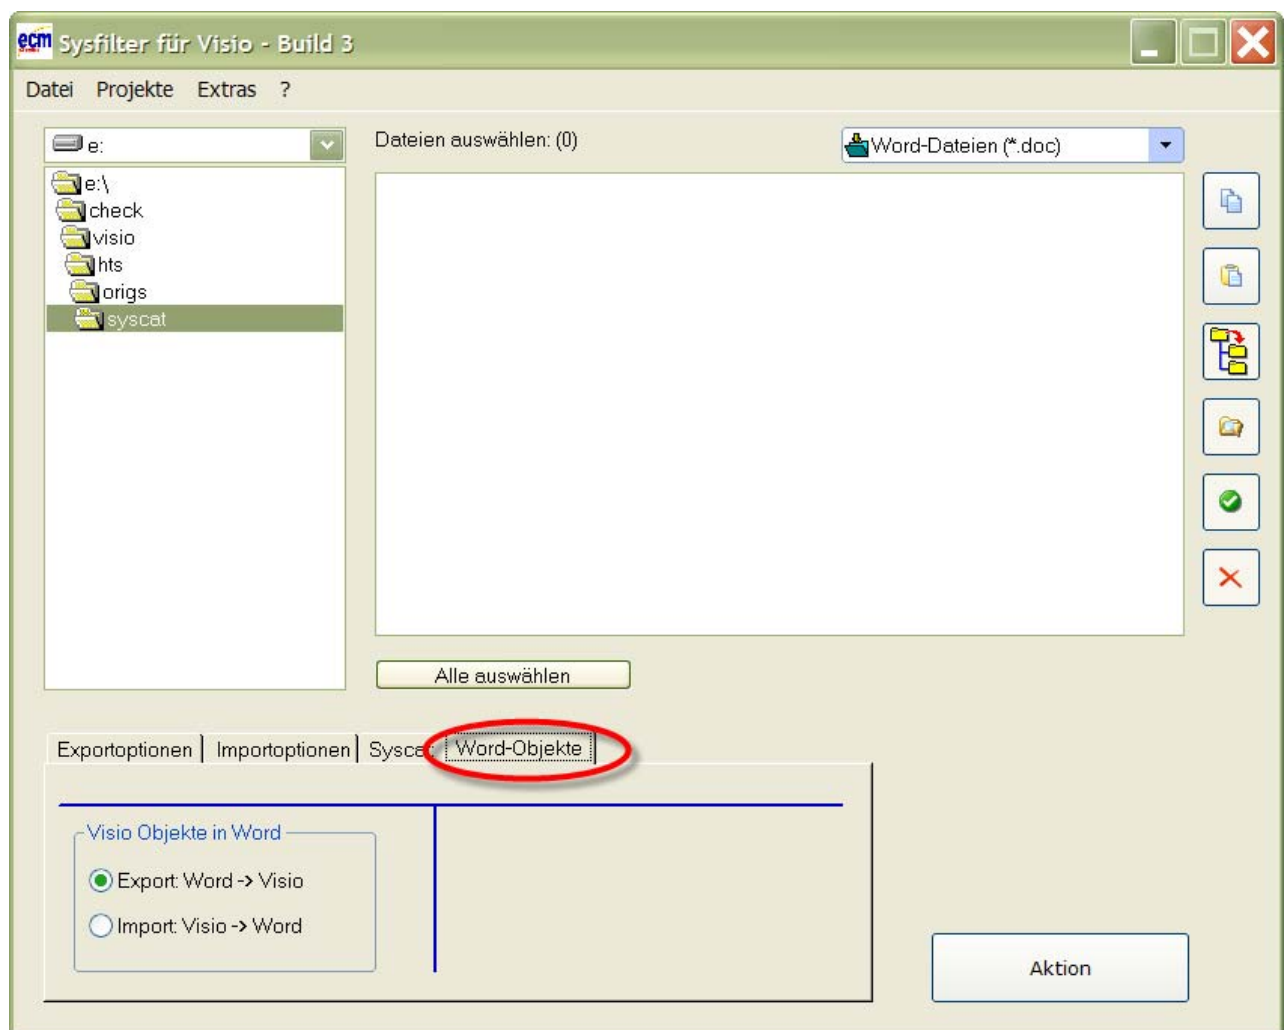 ecm Sysfilter für Visio - Build 3
Datei Projekte Extras ?
e:
Dateien auswählen: (0)
Word-Dateien (*.doc)
e:\
check
visio
hts
origs
syscat
Alle auswählen
Exportoptionen Importoptionen Syscat Word-Objekte
Visio Objekte in Word
Export: Word -> Visio
Import: Visio -> Word
Aktion